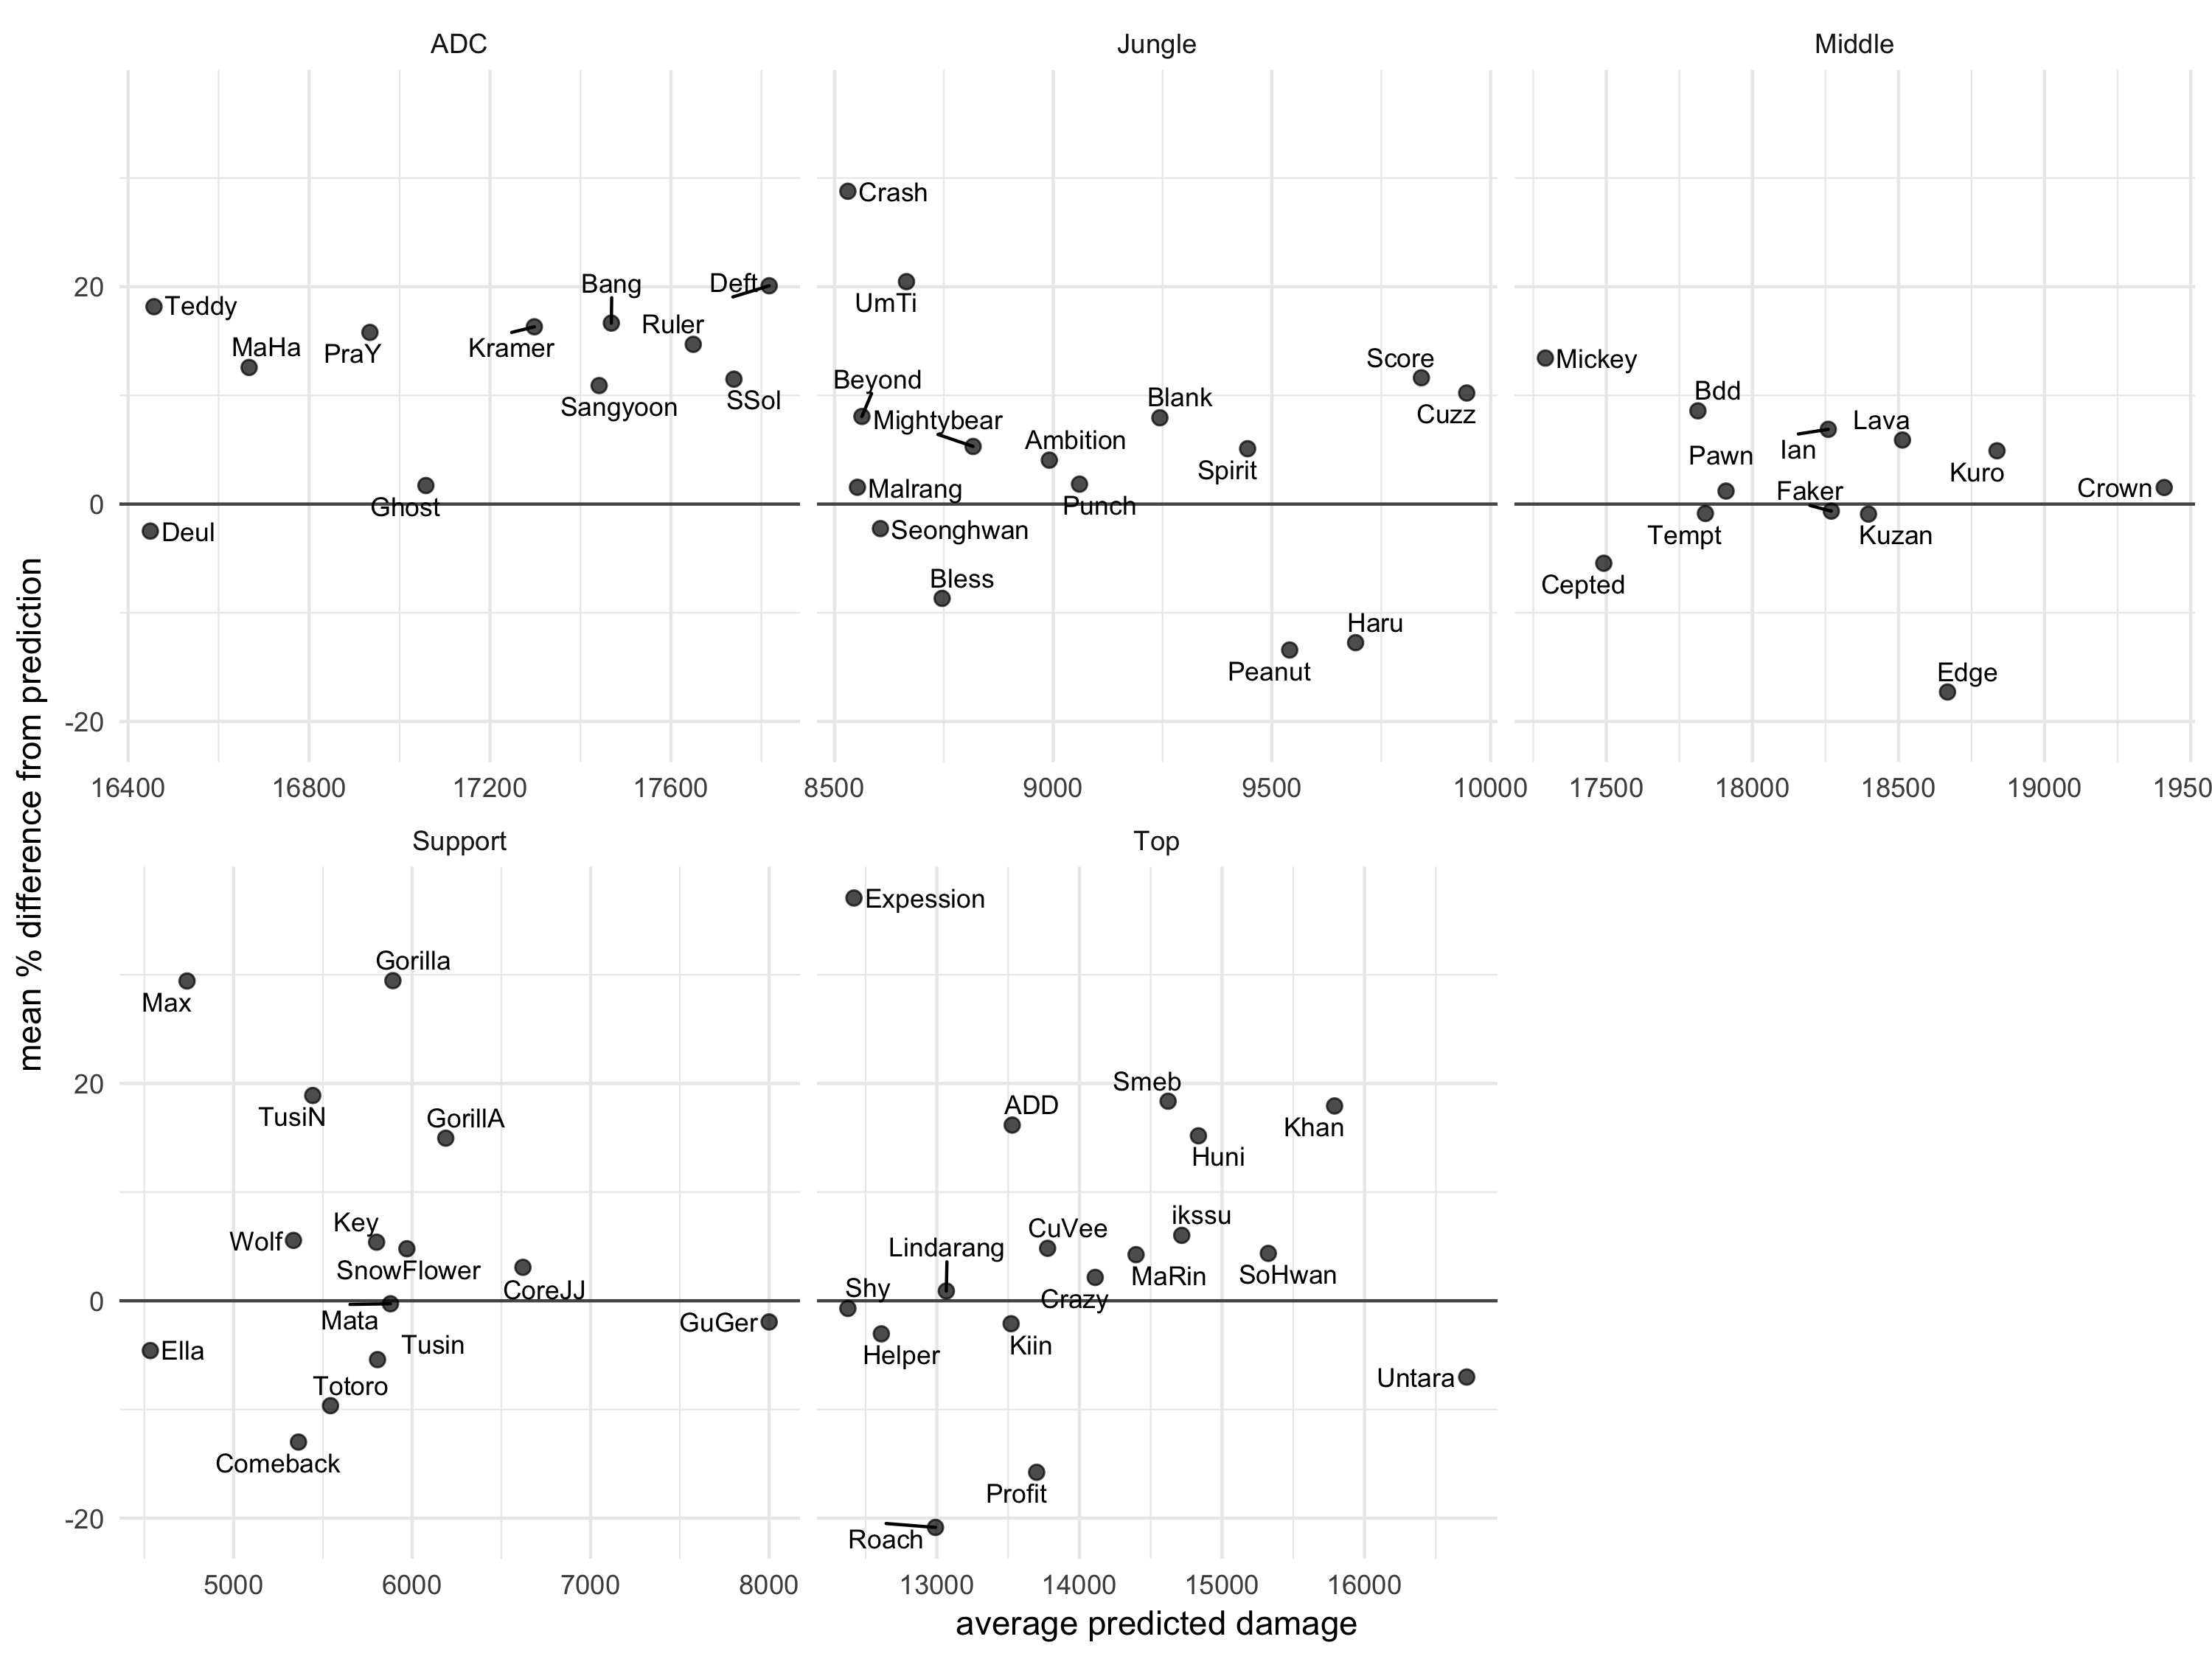 ADC
Jungle
Middle
Crash
UmTi
Teddy
MaHa
PraY
Kramer
Bang
Sangyoon
Ruler
Deft
SSol
Ghost
Deul
Beyond
Mightybear
Malrang
Seonghwan
Bless
Ambition
Punch
Blank
Spirit
Score
Cuzz
Peanut
Haru
Mickey
Bdd
Pawn
Tempt
Cepted
Ian
Faker
Lava
Kuzan
Kuro
Crown
Edge
20
0
-20
16400
16800
17200
17600
8500
9000
9500
10000
17500
18000
18500
19000
1950
Support
Top
Max
Gorilla
TusiN
GorillA
Wolf
Key
SnowFlower
CoreJJ
Mata
Tusin
GuGer
Ella
Totoro
Comeback
Expession
ADD
Smeb
Huni
Khan
Lindarang
CuVee
ikssu
MaRin
SoHwan
Shy
Crazy
Helper
Kiin
Untara
Profit
Roach
20
0
-20
5000
6000
7000
8000
13000
14000
15000
16000
mean % difference from prediction
average predicted damage